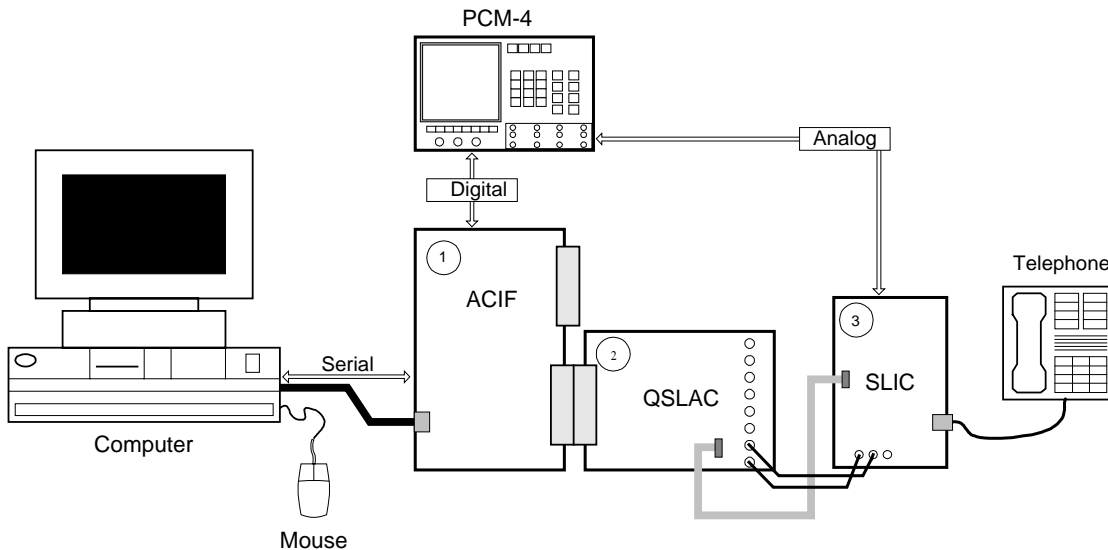 PCM-4
Analog
Digital
1
ACIF
Telephone
3
2
Serial
SLIC
QSLAC
Computer
Mouse